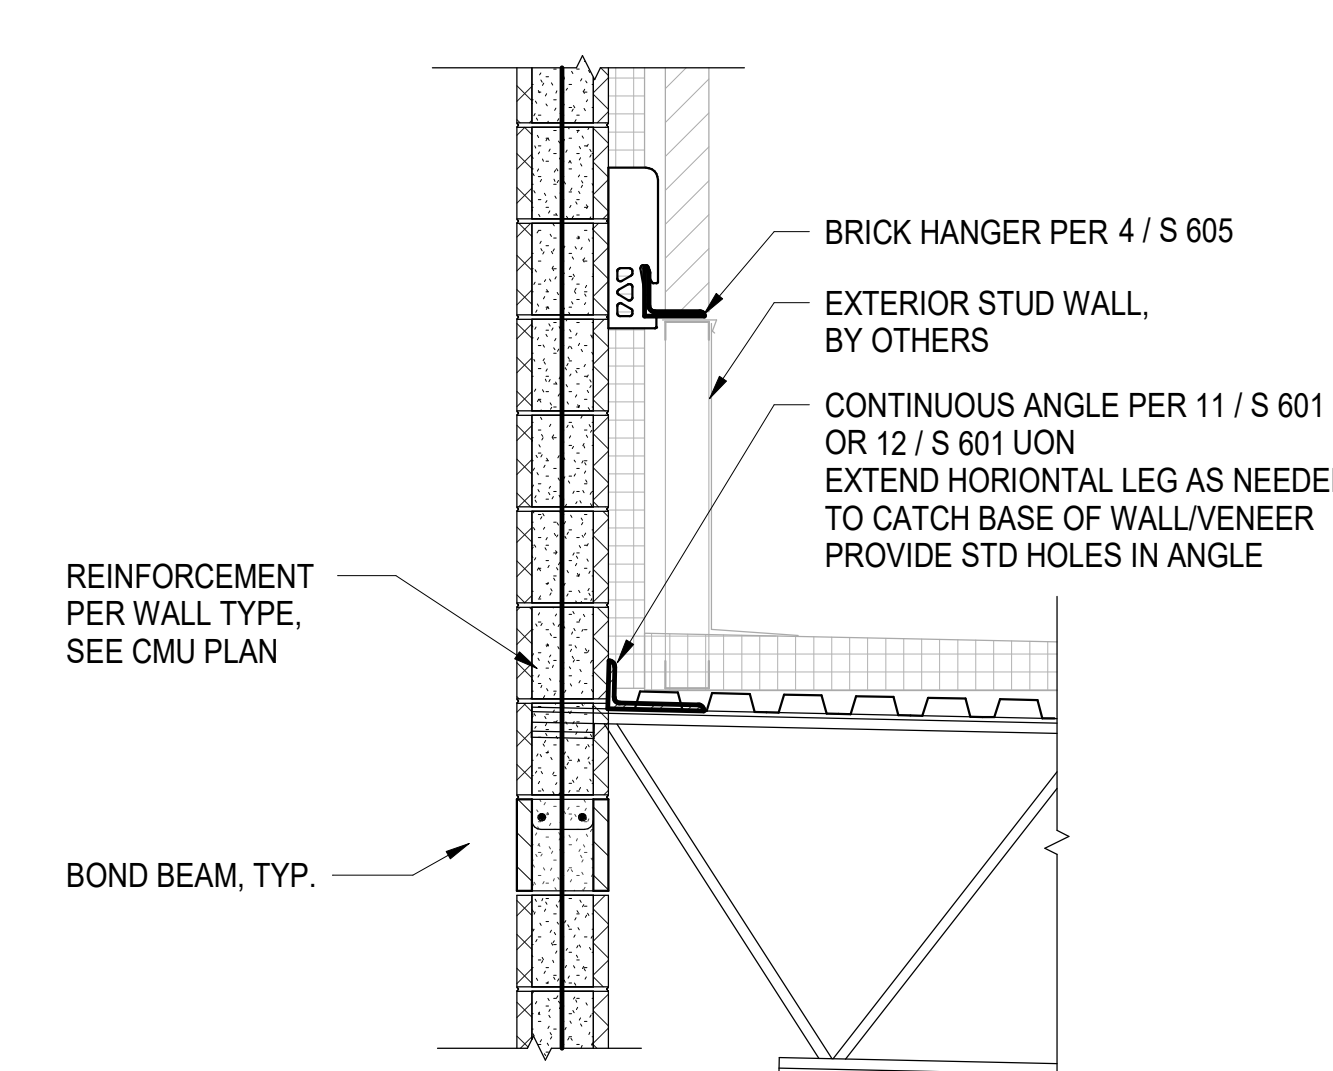 BRICK HANGER PER 4 / S 605
EXTERIOR STUD WALL,
BY OTHERS
CONTINUOUS ANGLE PER 11 / S 601
OR 12 / S 601 UON
EXTEND HORIONTAL LEG AS NEEDE
TO CATCH BASE OF WALL/VENEER
PROVIDE STD HOLES IN ANGLE
REINFORCEMENT
PER WALL TYPE,
SEE CMU PLAN
BOND BEAM, TYP.